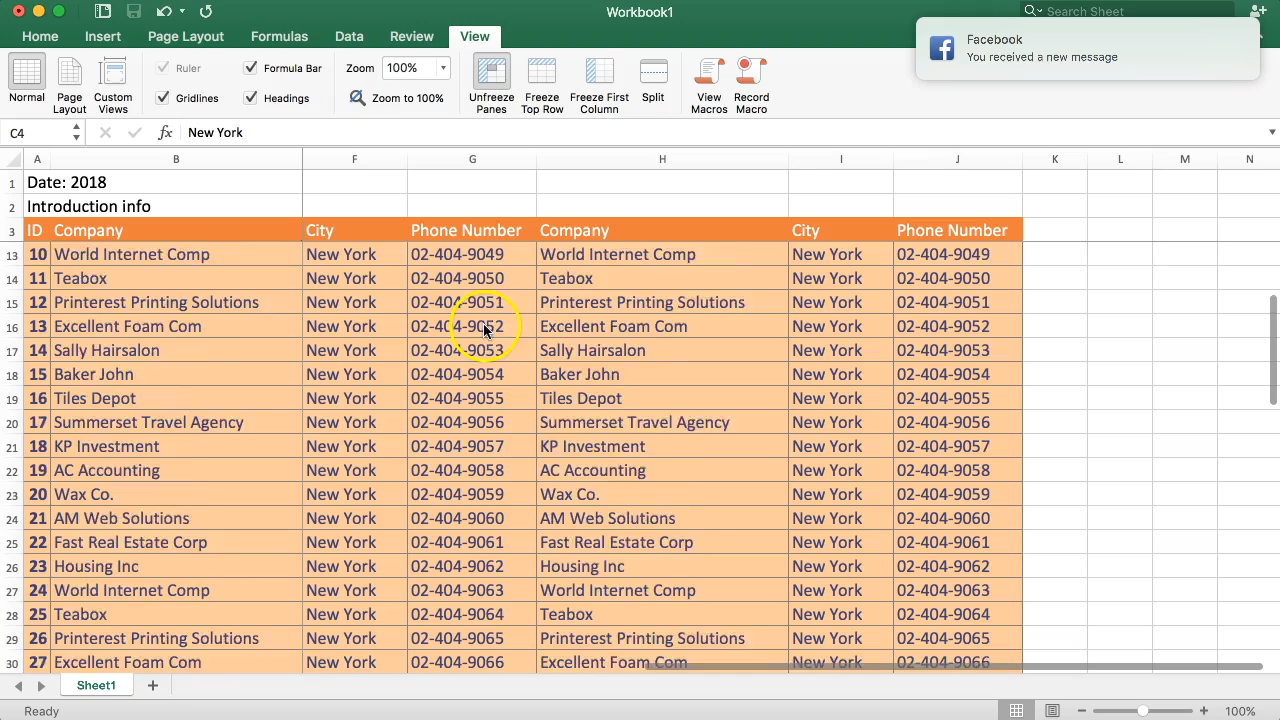 Workbook1
Search Sheet
Home Insert Page Layout Formulas Data Review View
Facebook
You received a new message
Normal
Page Layout
Custom Views
Ruler
Formula Bar
Gridlines
Headings
Zoom 100%
Zoom to 100%
Unfreeze Panes
Freeze Top Row
Freeze First Column
Split
View Macros
Record Macro
C4 fx New York
A B F G H I J K L M N
1 Date: 2018
2 Introduction info
3 ID Company City Phone Number Company City Phone Number
13 10 World Internet Comp New York 02-404-9049 World Internet Comp New York 02-404-9049
14 11 Teabox New York 02-404-9050 Teabox New York 02-404-9050
15 12 Printerest Printing Solutions New York 02-404-9051 Printerest Printing Solutions New York 02-404-9051
16 13 Excellent Foam Com New York 02-404-9052 Excellent Foam Com New York 02-404-9052
17 14 Sally Hairsalon New York 02-404-9053 Sally Hairsalon New York 02-404-9053
18 15 Baker John New York 02-404-9054 Baker John New York 02-404-9054
19 16 Tiles Depot New York 02-404-9055 Tiles Depot New York 02-404-9055
20 17 Summerset Travel Agency New York 02-404-9056 Summerset Travel Agency New York 02-404-9056
21 18 KP Investment New York 02-404-9057 KP Investment New York 02-404-9057
22 19 AC Accounting New York 02-404-9058 AC Accounting New York 02-404-9058
23 20 Wax Co. New York 02-404-9059 Wax Co. New York 02-404-9059
24 21 AM Web Solutions New York 02-404-9060 AM Web Solutions New York 02-404-9060
25 22 Fast Real Estate Corp New York 02-404-9061 Fast Real Estate Corp New York 02-404-9061
26 23 Housing Inc New York 02-404-9062 Housing Inc New York 02-404-9062
27 24 World Internet Comp New York 02-404-9063 World Internet Comp New York 02-404-9063
28 25 Teabox New York 02-404-9064 Teabox New York 02-404-9064
29 26 Printerest Printing Solutions New York 02-404-9065 Printerest Printing Solutions New York 02-404-9065
30 27 Excellent Foam Com New York 02-404-9066 Excellent Foam Com New York 02-404-9066
Sheet1
Ready
100%